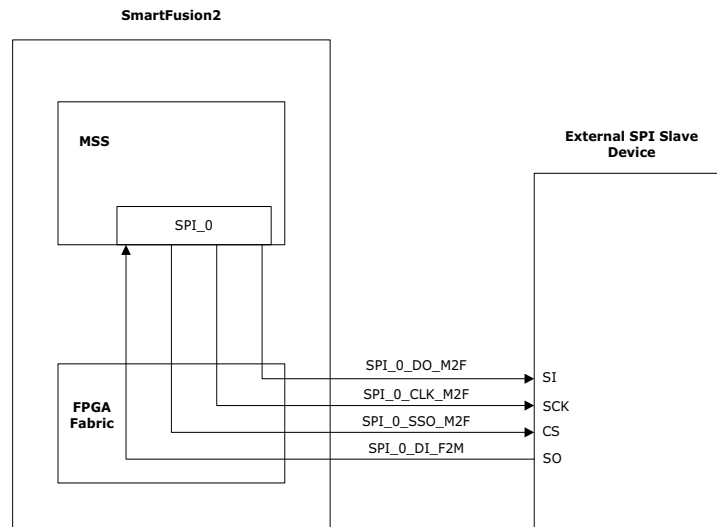 SmartFusion2
MSS
External SPI Slave
Device
SPI_0
SPI_0_DO_M2F
SI
SPI_0_CLK_M2F
SCK
FPGA
Fabric
SPI_0_SSO_M2F
CS
SPI_0_DI_F2M
SO